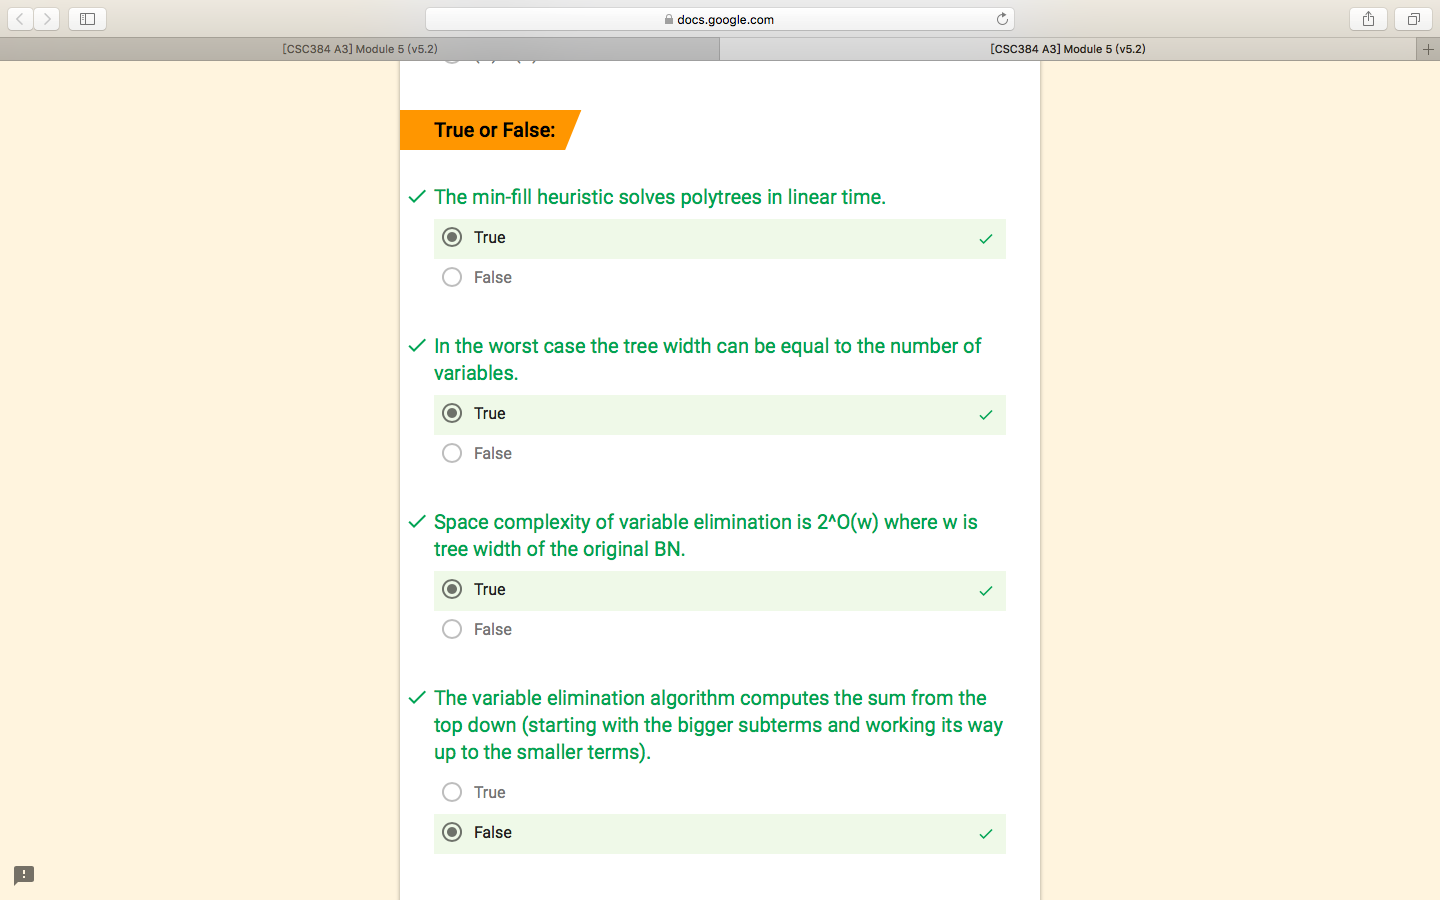 docs.google.com
[CSC384 A3] Module 5 (v5.2)
[CSC384 A3] Module 5 (v5.2)
True or False:
The min-fill heuristic solves polytrees in linear time.
True
False
In the worst case the tree width can be equal to the number of
variables.
True
False
Space complexity of variable elimination is 2^O(w) where w is
tree width of the original BN.
True
False
The variable elimination algorithm computes the sum from the
top down (starting with the bigger subterms and working its way
up to the smaller terms).
True
False